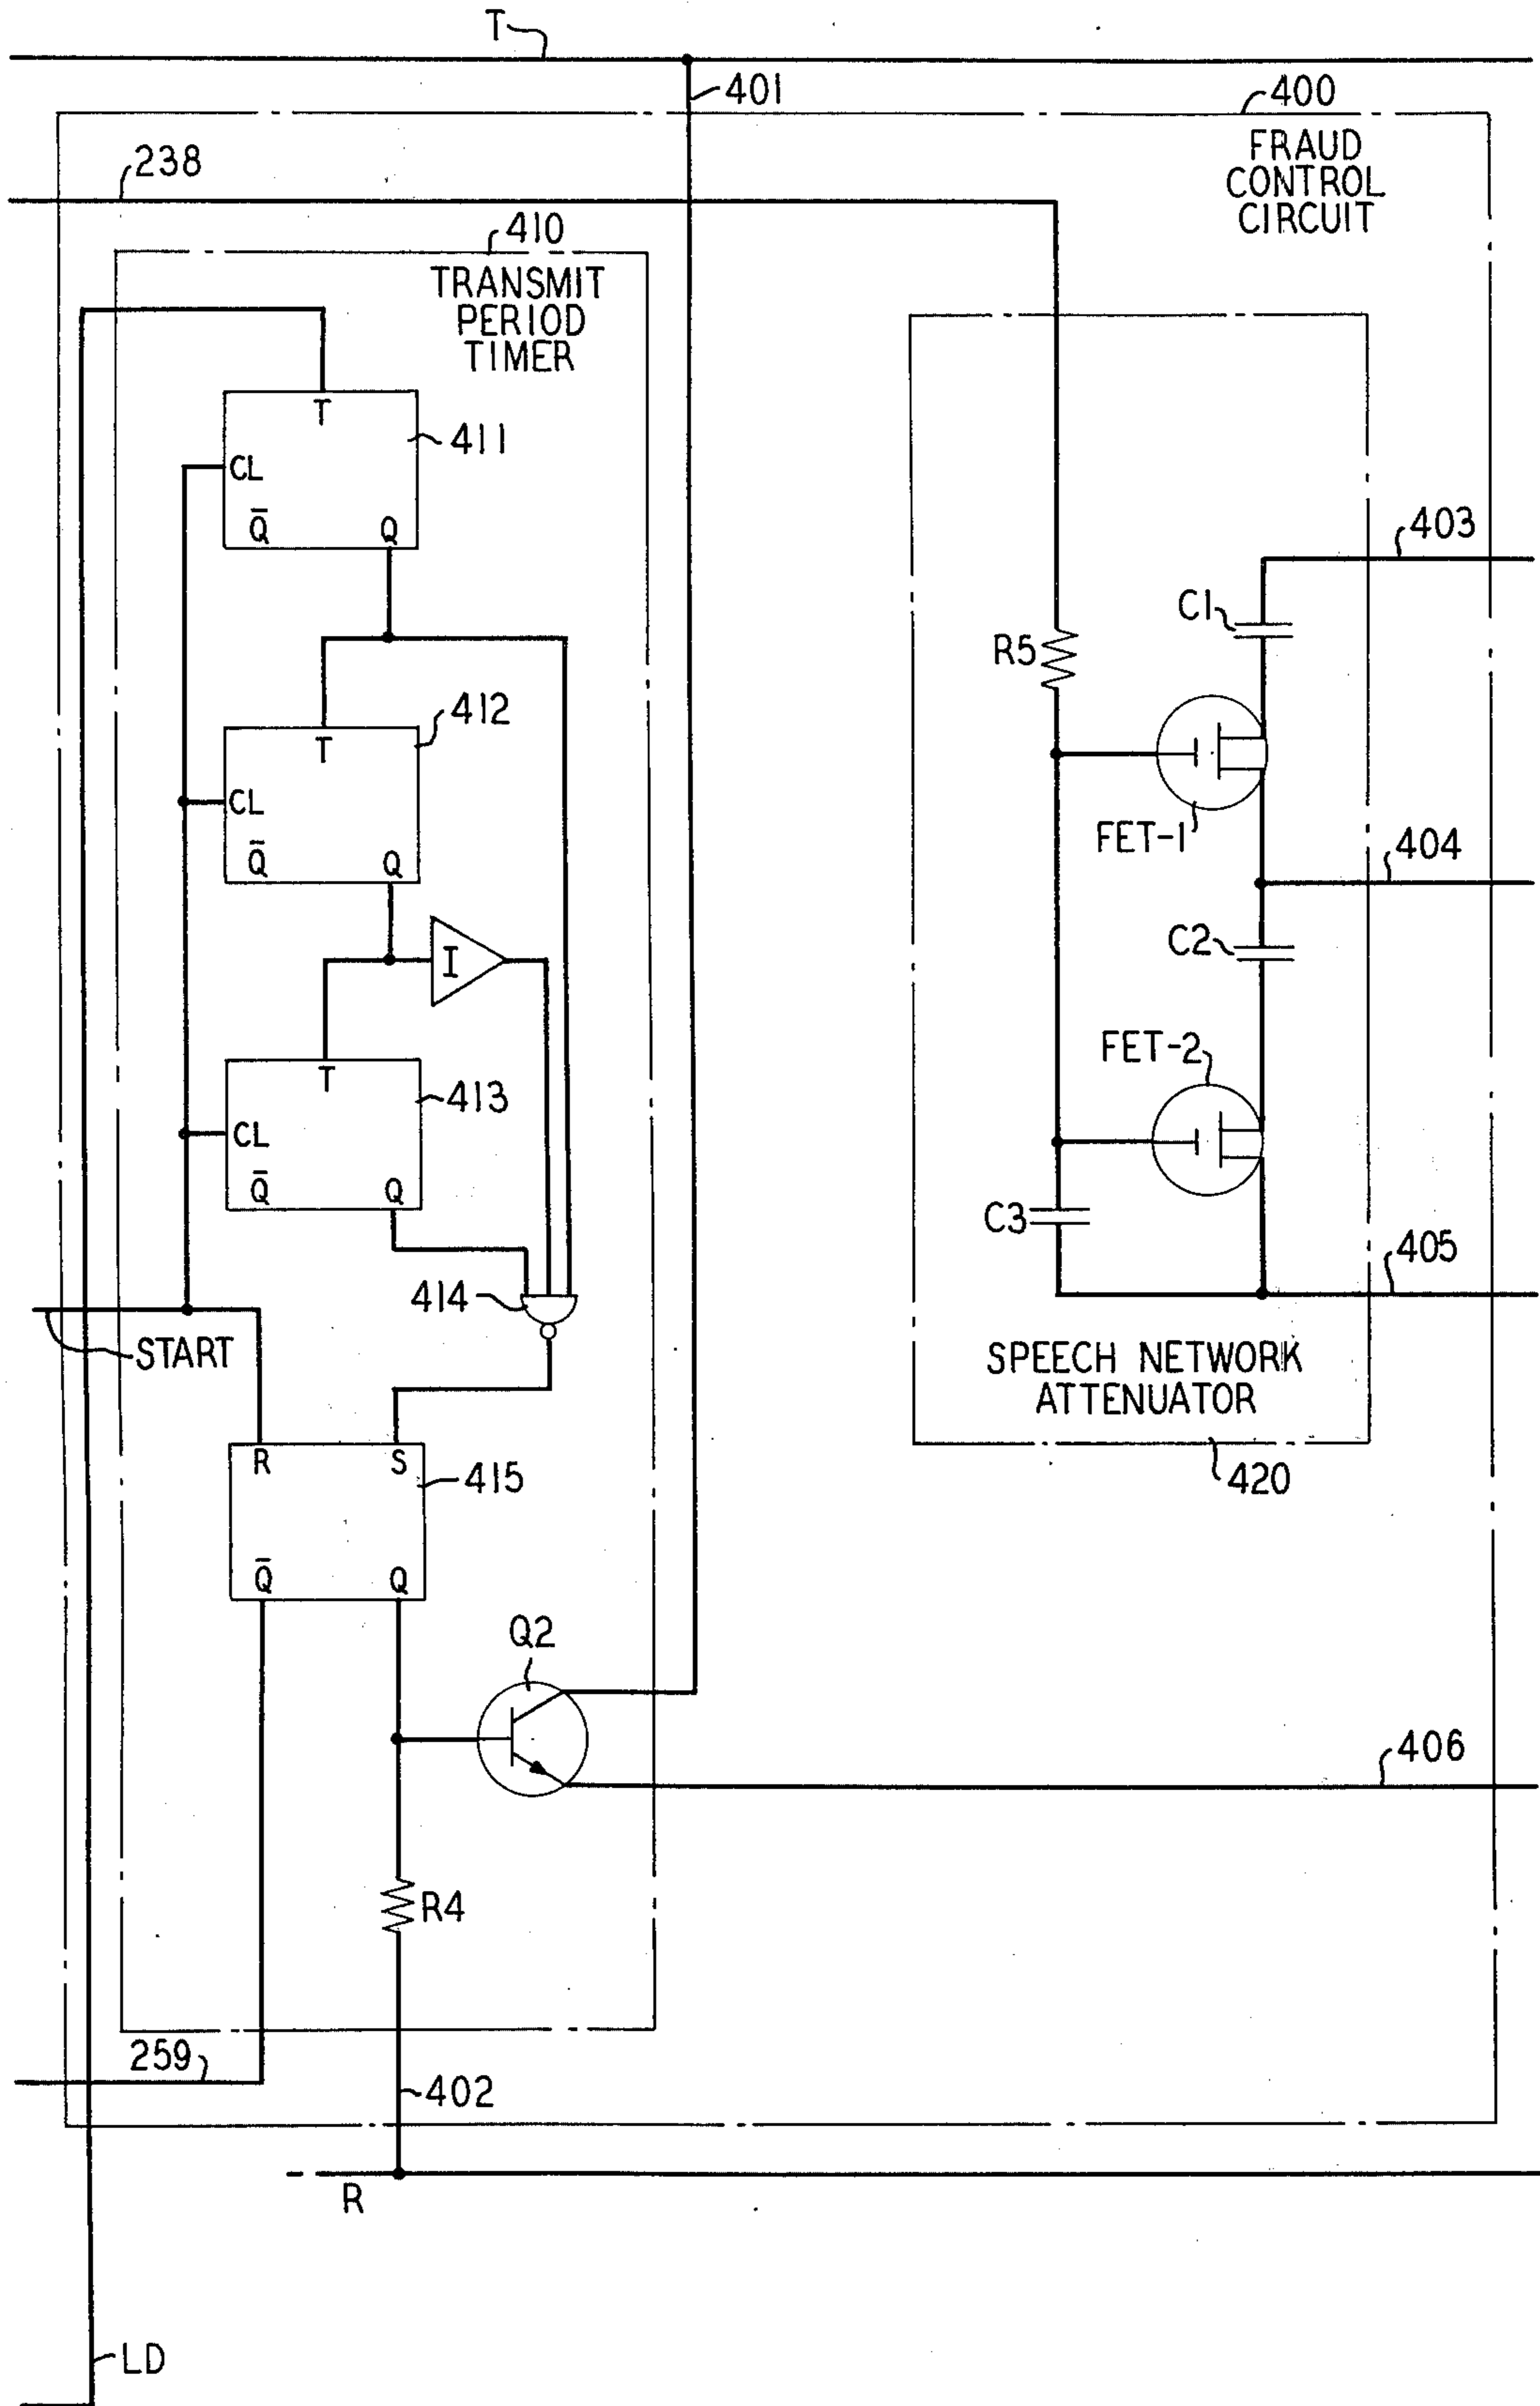 T
401
400
FRAUD
CONTROL
CIRCUIT
238
410
TRANSMIT
PERIOD
TIMER
T
411
CL
Q̅
Q
403
C1
R5
412
T
CL
Q̅
Q
FET-1
404
I
C2
FET-2
T
413
CL
Q̅
Q
C3
405
414
START
SPEECH NETWORK
ATTENUATOR
R
S
415
420
Q̅
Q
Q2
406
R4
259
402
R
LD